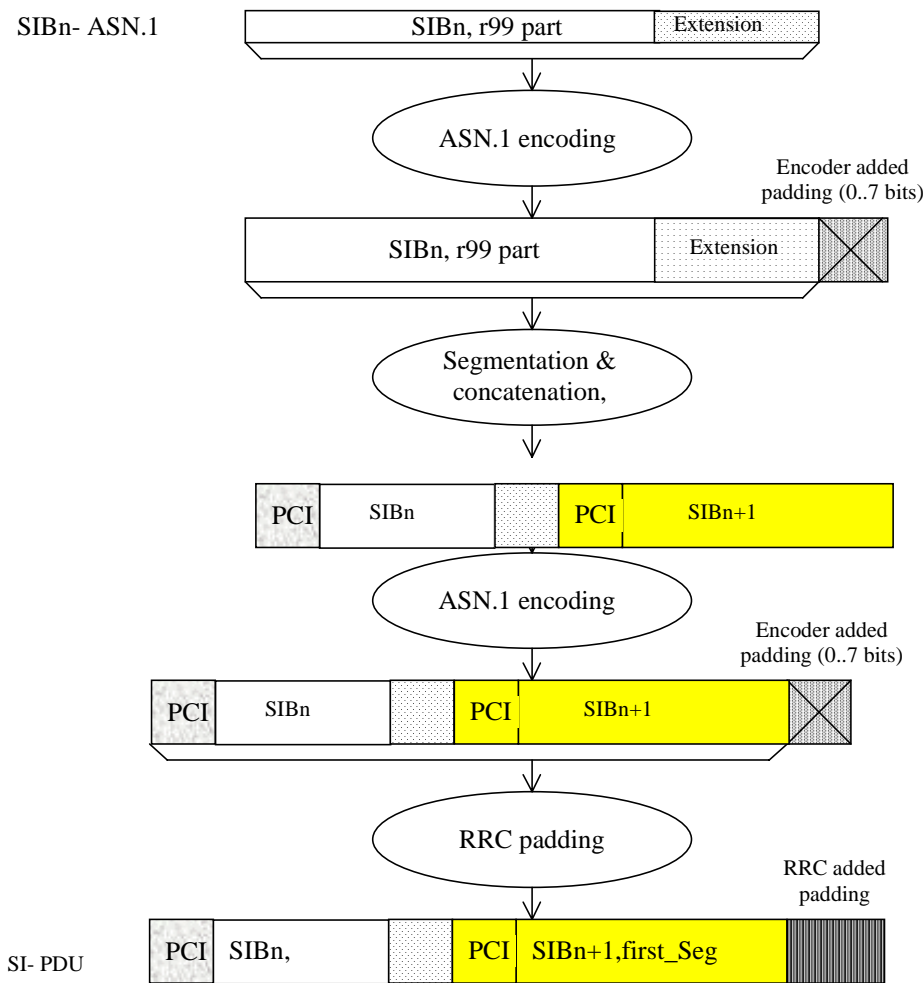 SIBn- ASN.1
SIBn, r99 part
Extension
ASN.1 encoding
Encoder added
padding (0..7 bits)
SIBn, r99 part
Extension
Segmentation &
concatenation,
PCI
SIBn
PCI
SIBn+1
ASN.1 encoding
Encoder added
padding (0..7 bits)
PCI
SIBn
PCI
SIBn+1
RRC padding
RRC added
padding
SI- PDU
PCI
SIBn,
PCI
SIBn+1,first_Seg